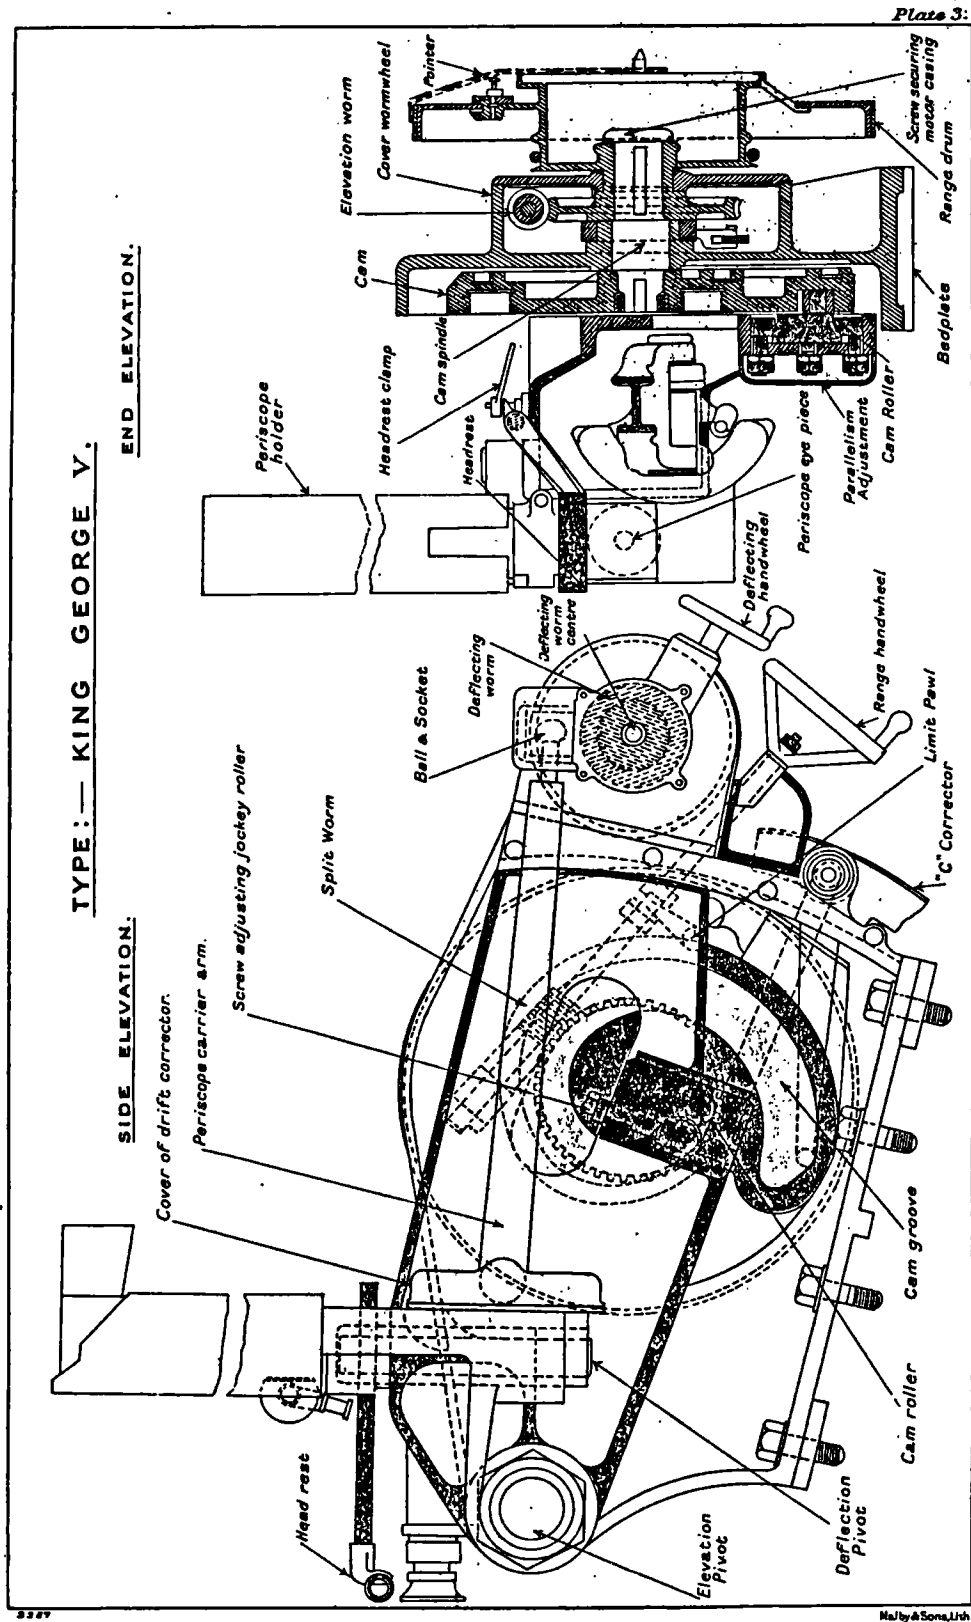 Plate 3:
TYPE:— KING GEORGE V.
SIDE ELEVATION.
END ELEVATION.
Cover of drift corrector.
Periscope carrier arm.
Screw adjusting jockey roller
Split Worm
Ball & Socket
Deflecting
worm
Deflecting
worm
centre
Deflecting
handwheel
Range handwheel
Limit Pawl
"C" Corrector
Cam groove
Cam roller
Deflection
Pivot
Elevation
Pivot
Head rest
Periscope
holder
Headrest clamp
Headrest
Cam spindle
Cam
Elevation worm
Cover wormwheel
Pointer
Screw securing
motor casing
Range drum
Bedplate
Cam Roller
Parallelism
Adjustment
Periscope eye piece
S 357
Malby & Sons, Lith